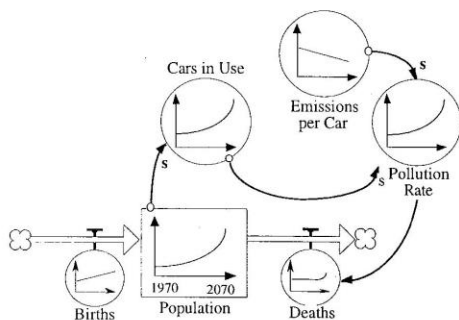 Cars in Use
s
Emissions
per Car
s
s
Pollution
Rate
1970 2070
Births
Population
Deaths